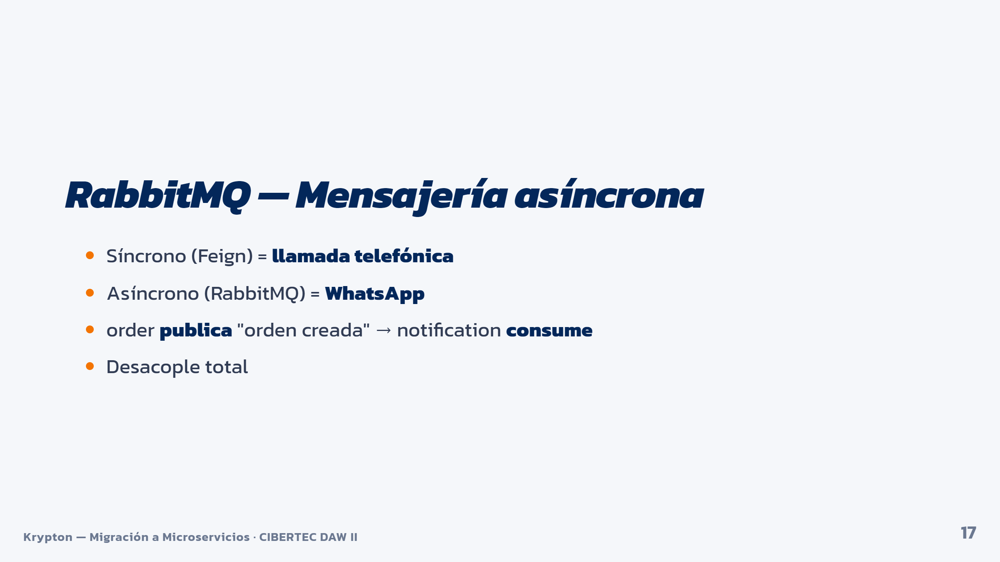 RabbitMQ — Mensajería asíncrona
• Síncrono (Feign) = llamada telefónica
• Asíncrono (RabbitMQ) = WhatsApp
• order publica "orden creada" → notification consume
• Desacople total
Krypton — Migración a Microservicios · CIBERTEC DAW II
17